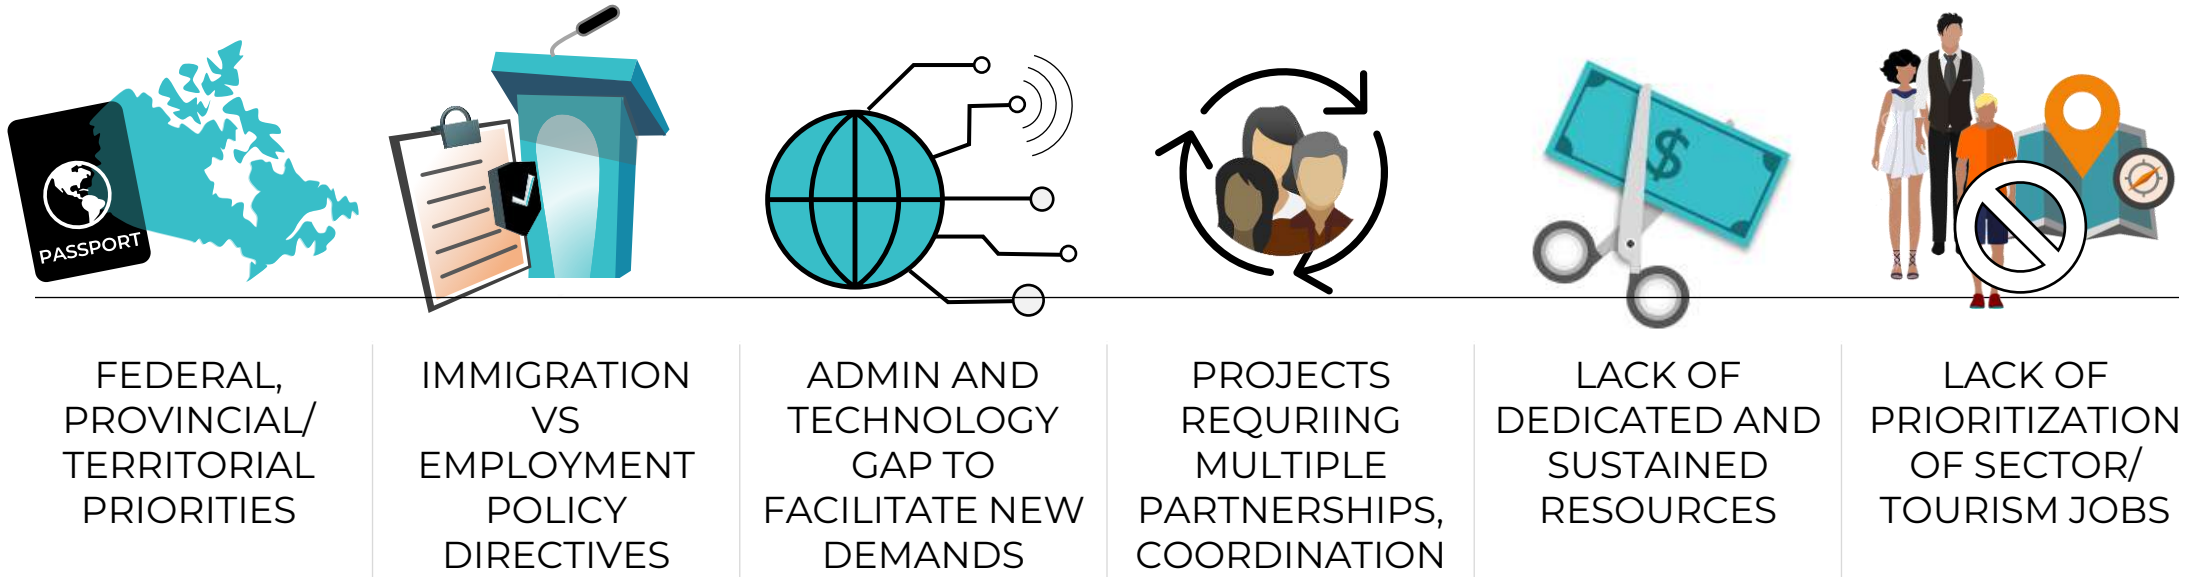 PASSPORT
FEDERAL,
PROVINCIAL/
TERRITORIAL
PRIORITIES
IMMIGRATION
VS
EMPLOYMENT
POLICY
DIRECTIVES
ADMIN AND
TECHNOLOGY
GAP TO
FACILITATE NEW
DEMANDS
PROJECTS
REQURIING
MULTIPLE
PARTNERSHIPS,
COORDINATION
$
LACK OF
DEDICATED AND
SUSTAINED
RESOURCES
LACK OF
PRIORITIZATION
OF SECTOR/
TOURISM JOBS